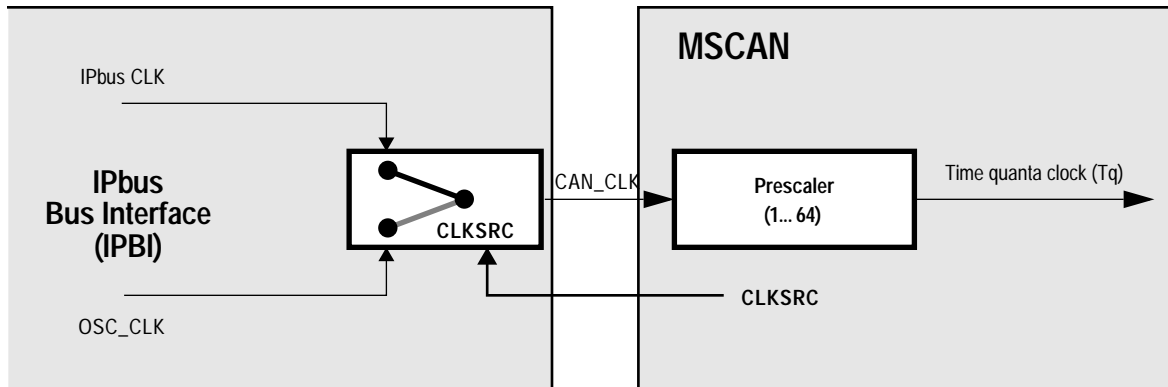 MSCAN
IPbus CLK
IPbus
Bus Interface
(IPBI)
CLKSRC
CAN_CLK
Prescaler
(1... 64)
Time quanta clock (Tq)
CLKSRC
OSC_CLK